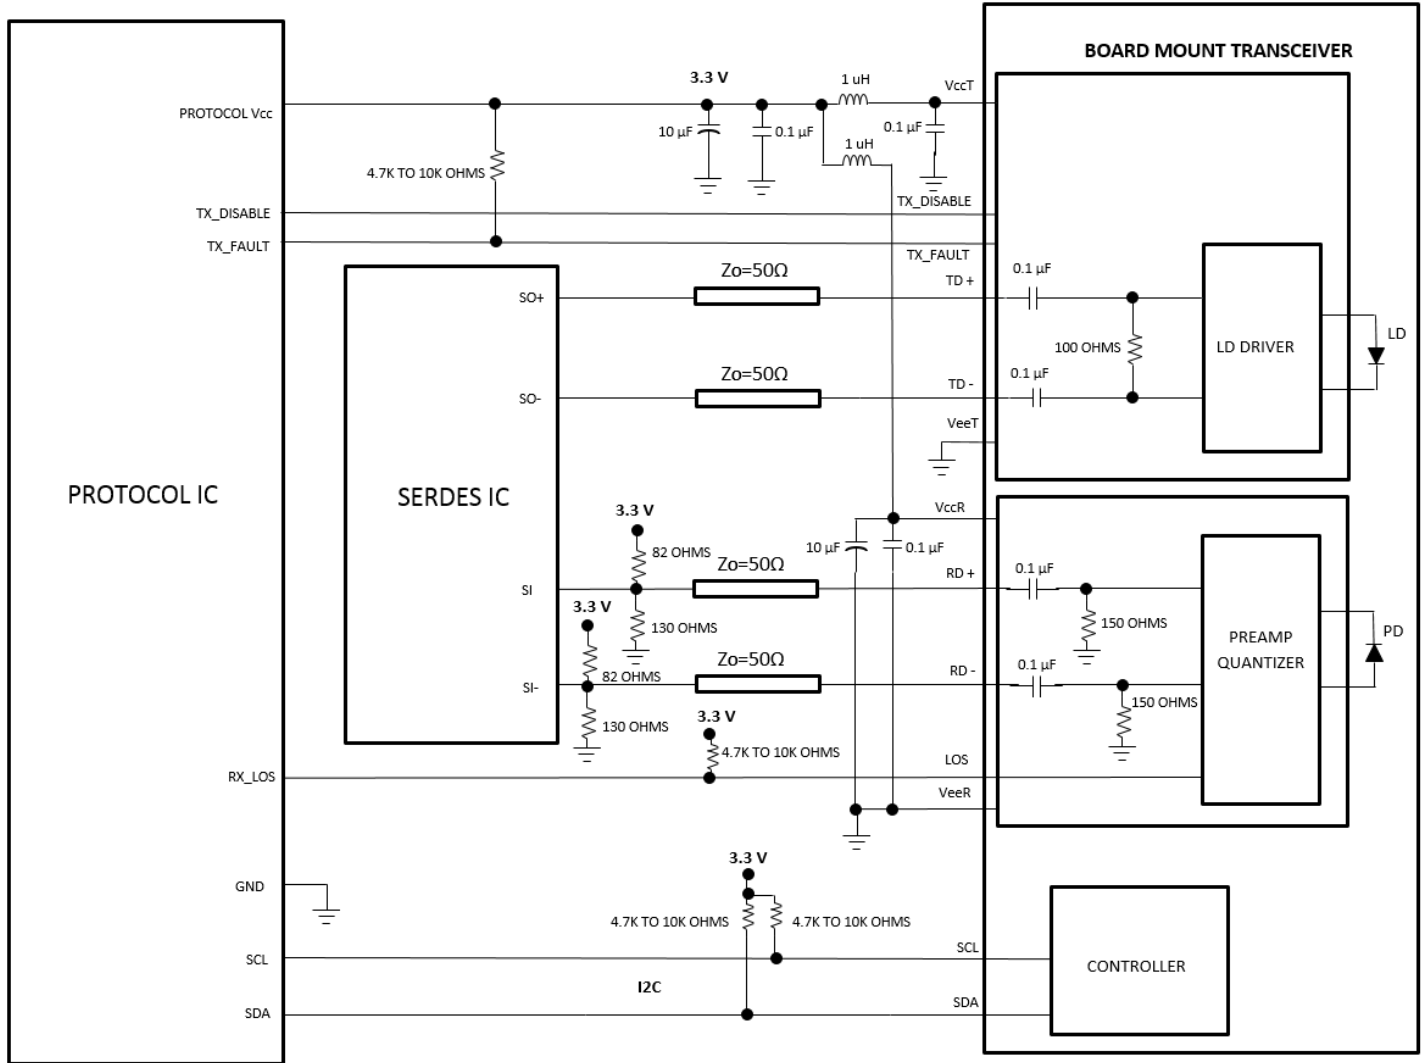 BOARD MOUNT TRANSCEIVER
3.3 V
1 uH
VccT
PROTOCOL Vcc
10 µF
0.1 µF
0.1 µF
1 uH
4.7K TO 10K OHMS
TX_DISABLE
TX_DISABLE
TX_FAULT
TX_FAULT
Zo=50Ω
0.1 µF
SO+
TD +
100 OHMS
LD DRIVER
LD
Zo=50Ω
0.1 µF
SO-
TD -
VeeT
PROTOCOL IC
SERDES IC
3.3 V
VccR
82 OHMS
10 µF
0.1 µF
Zo=50Ω
0.1 µF
SI
RD +
3.3 V
130 OHMS
150 OHMS
PREAMP
QUANTIZER
PD
Zo=50Ω
0.1 µF
82 OHMS
SI-
RD -
3.3 V
150 OHMS
130 OHMS
4.7K TO 10K OHMS
RX_LOS
LOS
VeeR
3.3 V
GND
4.7K TO 10K OHMS
4.7K TO 10K OHMS
SCL
SCL
CONTROLLER
I2C
SDA
SDA